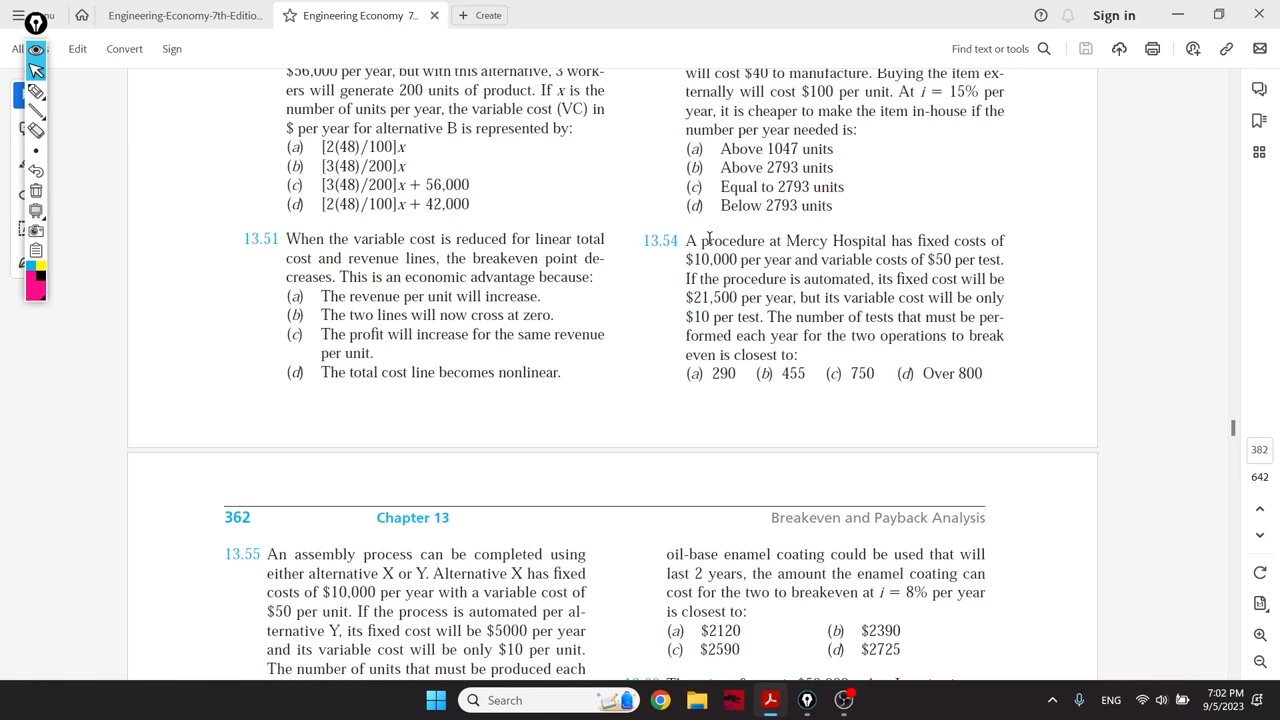 Menu
Engineering-Economy-7th-Editio...
Engineering Economy 7...
Create
Sign in
All
Edit
Convert
Sign
Find text or tools
$56,000 per year, but with this alternative, 3 work-
ers will generate 200 units of product. If x is the
number of units per year, the variable cost (VC) in
$ per year for alternative B is represented by:
(a) [2(48)/100]x
(b) [3(48)/200]x
(c) [3(48)/200]x + 56,000
(d) [2(48)/100]x + 42,000
13.51 When the variable cost is reduced for linear total
cost and revenue lines, the breakeven point de-
creases. This is an economic advantage because:
(a) The revenue per unit will increase.
(b) The two lines will now cross at zero.
(c) The profit will increase for the same revenue
per unit.
(d) The total cost line becomes nonlinear.
will cost $40 to manufacture. Buying the item ex-
ternally will cost $100 per unit. At i = 15% per
year, it is cheaper to make the item in-house if the
number per year needed is:
(a) Above 1047 units
(b) Above 2793 units
(c) Equal to 2793 units
(d) Below 2793 units
13.54 A procedure at Mercy Hospital has fixed costs of
$10,000 per year and variable costs of $50 per test.
If the procedure is automated, its fixed cost will be
$21,500 per year, but its variable cost will be only
$10 per test. The number of tests that must be per-
formed each year for the two operations to break
even is closest to:
(a) 290 (b) 455 (c) 750 (d) Over 800
362 Chapter 13 Breakeven and Payback Analysis
13.55 An assembly process can be completed using
either alternative X or Y. Alternative X has fixed
costs of $10,000 per year with a variable cost of
$50 per unit. If the process is automated per al-
ternative Y, its fixed cost will be $5000 per year
and its variable cost will be only $10 per unit.
The number of units that must be produced each
oil-base enamel coating could be used that will
last 2 years, the amount the enamel coating can
cost for the two to breakeven at i = 8% per year
is closest to:
(a) $2120 (b) $2390
(c) $2590 (d) $2725
382
642
Search
ENG
7:02 PM
9/5/2023